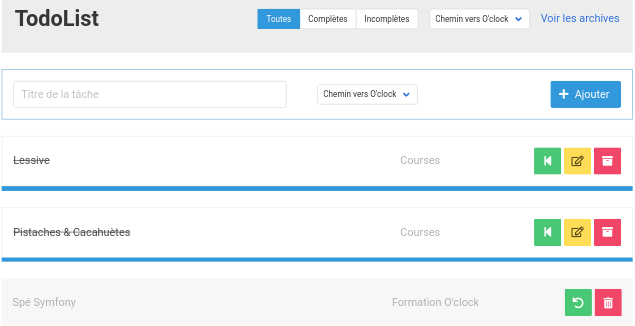 TodoList
Toutes
Complètes
Incomplètes
Chemin vers O'clock
Voir les archives
Titre de la tâche
Chemin vers O'clock
Ajouter
Lessive
Courses
Pistaches & Cacahuètes
Courses
Spé Symfony
Formation O'clock